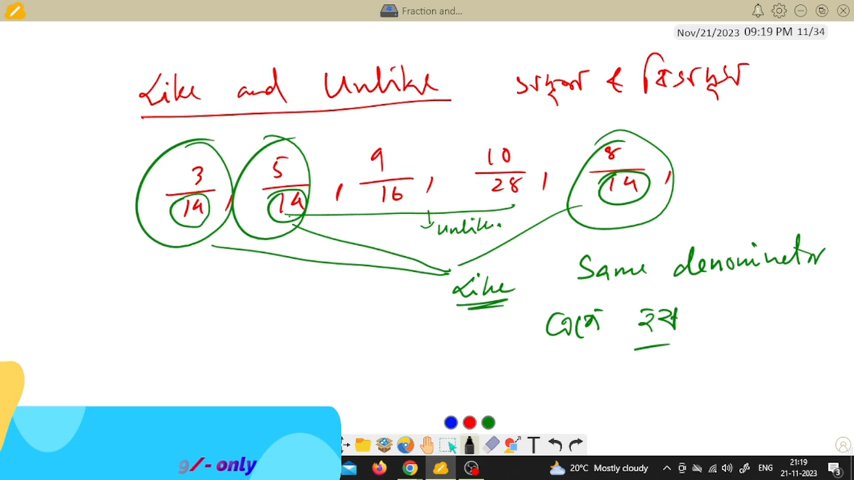 Fraction and...
Nov/21/2023 09:19 PM 11/34
Like and Unlike
3/14, 5/14, 9/16, 10/28, 8/14,
Unlike.
Like
Same denominator
9/- only
20°C Mostly cloudy
ENG
21:19
21-11-2023
3